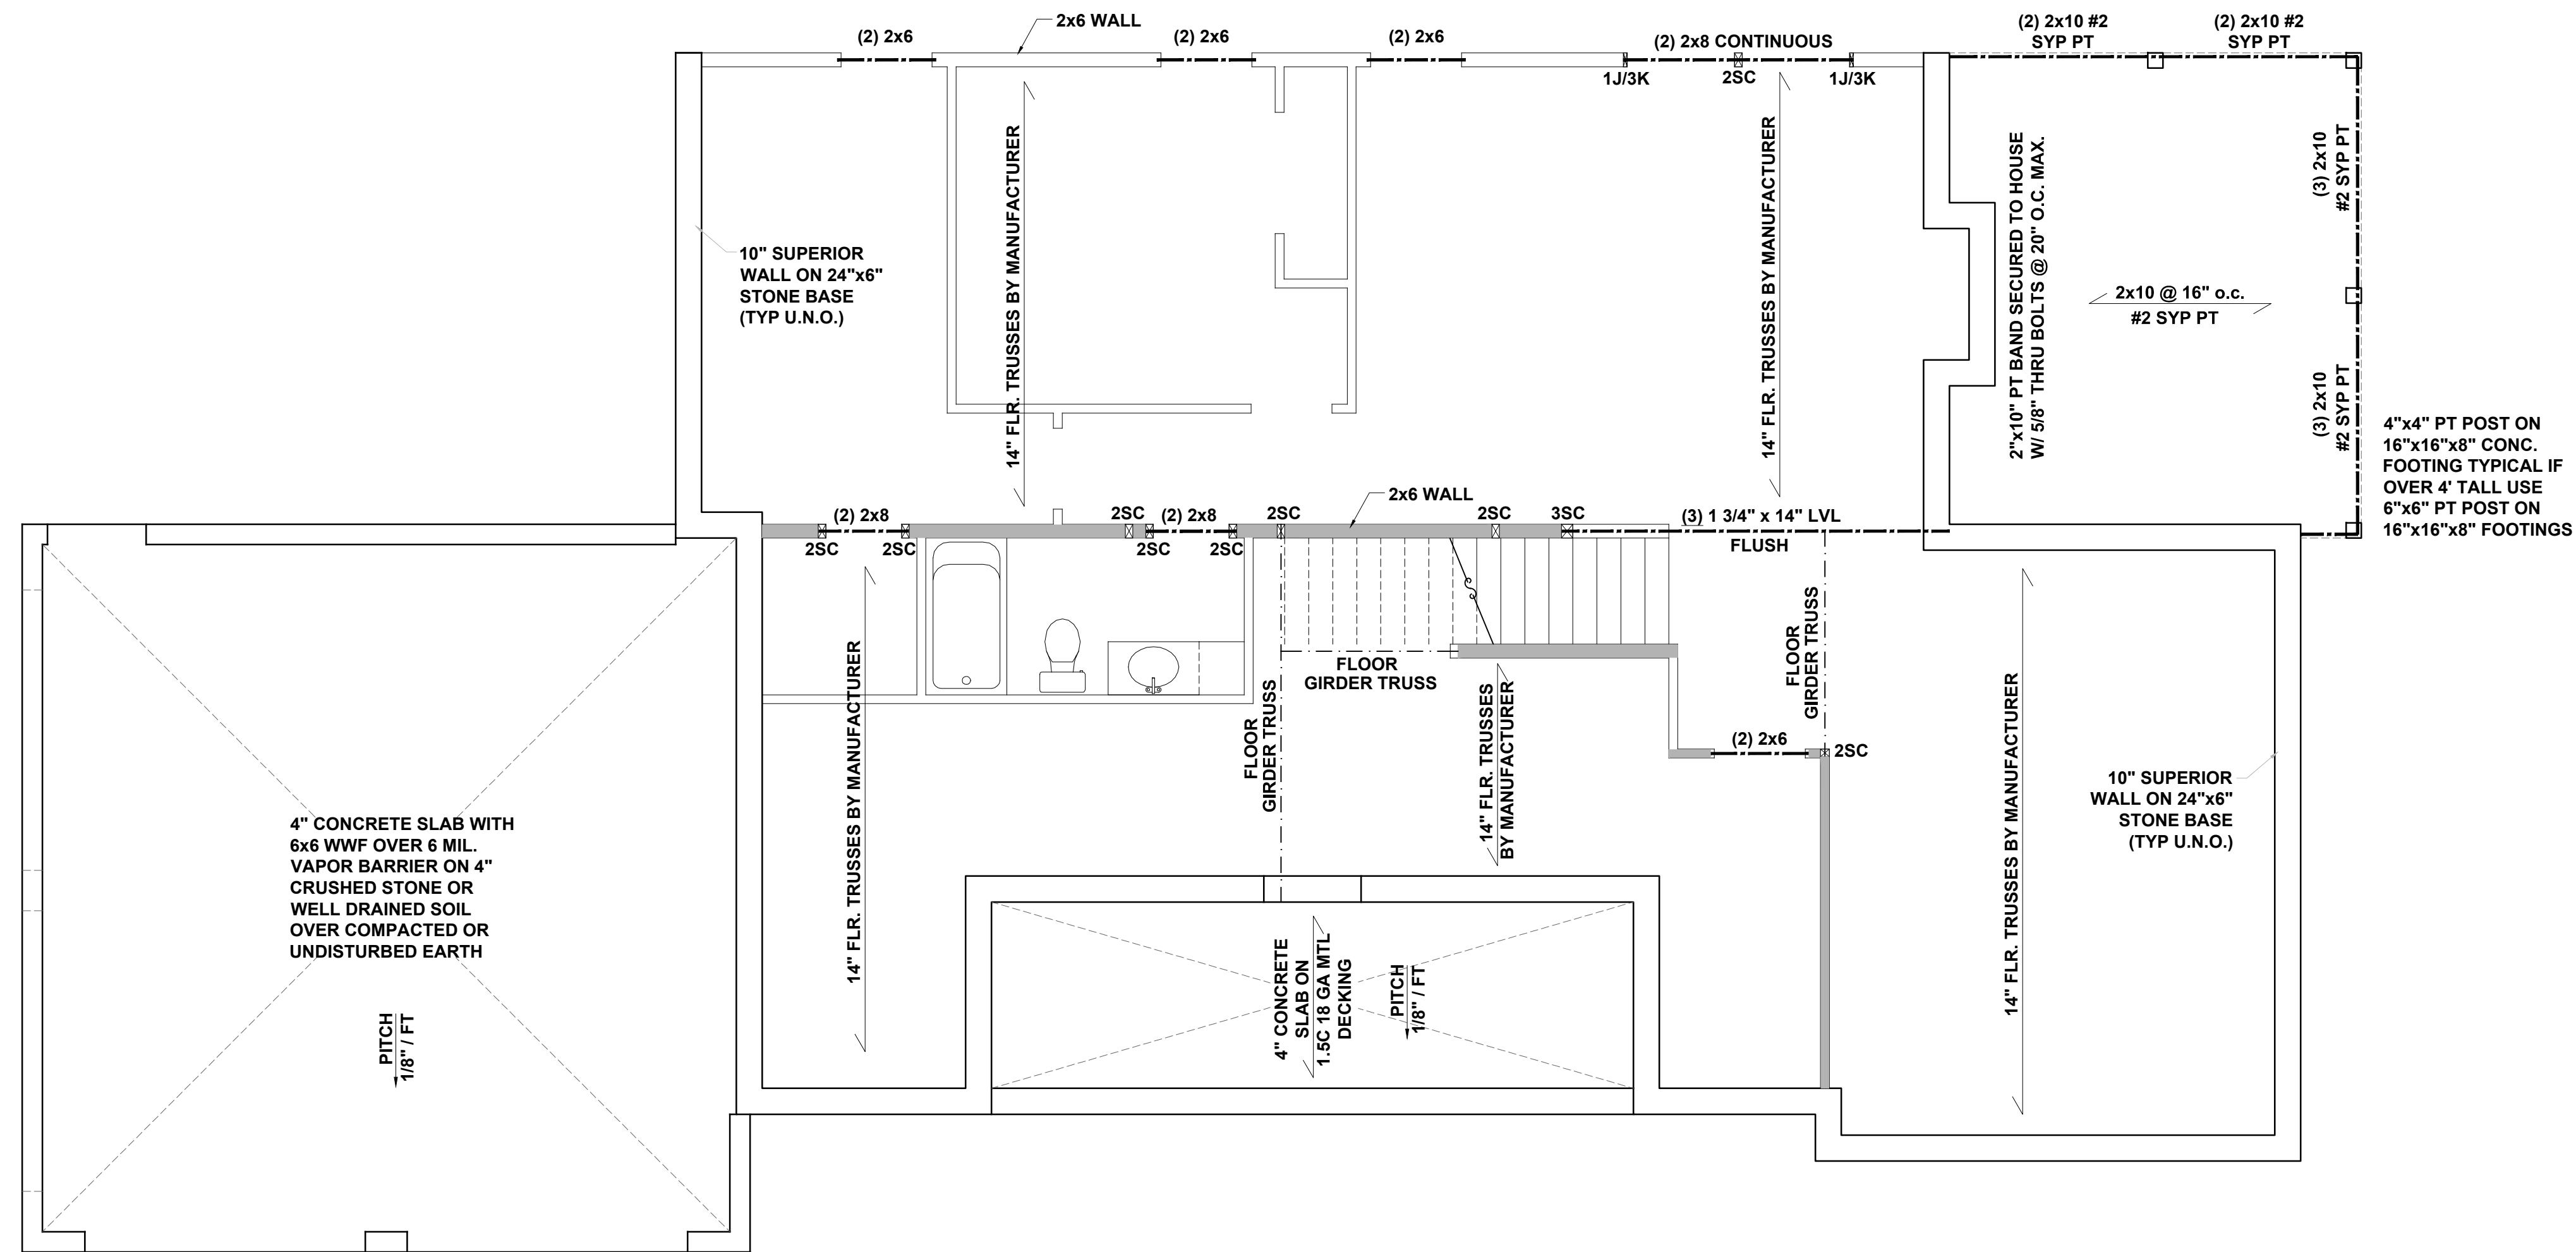 2x6 WALL
(2) 2x6
(2) 2x6
(2) 2x6
(2) 2x8 CONTINUOUS
1J/3K
2SC
1J/3K
(2) 2x10 #2
SYP PT
(2) 2x10 #2
SYP PT
14" FLR. TRUSSES BY MANUFACTURER
14" FLR. TRUSSES BY MANUFACTURER
10" SUPERIOR
WALL ON 24"x6"
STONE BASE
(TYP U.N.O.)
2"x10" PT BAND SECURED TO HOUSE
W/ 5/8" THRU BOLTS @ 20" O.C. MAX.
2x10 @ 16" o.c.
#2 SYP PT
(3) 2x10
#2 SYP PT
(3) 2x10
#2 SYP PT
4"x4" PT POST ON
16"x16"x8" CONC.
FOOTING TYPICAL IF
OVER 4' TALL USE
6"x6" PT POST ON
16"x16"x8" FOOTINGS
2x6 WALL
(2) 2x8
2SC
2SC
2SC
(2) 2x8
2SC
2SC
2SC
2SC
3SC
(3) 1 3/4" x 14" LVL
FLUSH
14" FLR. TRUSSES BY MANUFACTURER
FLOOR
GIRDER TRUSS
FLOOR
GIRDER TRUSS
14" FLR. TRUSSES
BY MANUFACTURER
FLOOR
GIRDER TRUSS
(2) 2x6
2SC
14" FLR. TRUSSES BY MANUFACTURER
10" SUPERIOR
WALL ON 24"x6"
STONE BASE
(TYP U.N.O.)
4" CONCRETE SLAB WITH
6x6 WWF OVER 6 MIL.
VAPOR BARRIER ON 4"
CRUSHED STONE OR
WELL DRAINED SOIL
OVER COMPACTED OR
UNDISTURBED EARTH
PITCH
1/8" / FT
4" CONCRETE
SLAB ON
1.5C 18 GA MTL
DECKING
PITCH
1/8" / FT